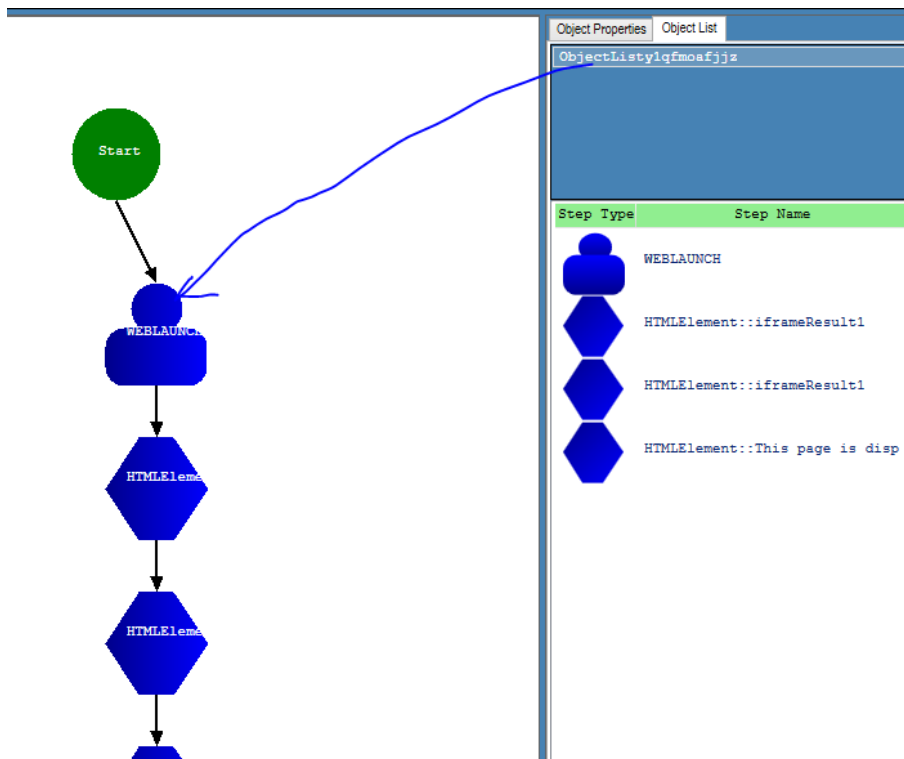 Object Properties Object List
ObjectListy1qfmoafjjz
Start
Step Type Step Name
WEBLAUNCH
WEBLAUNCH
HTMLElement::iframeResult1
HTMLElement::iframeResult1
HTMLElement::This page is disp
HTMLEleme
HTMLEleme